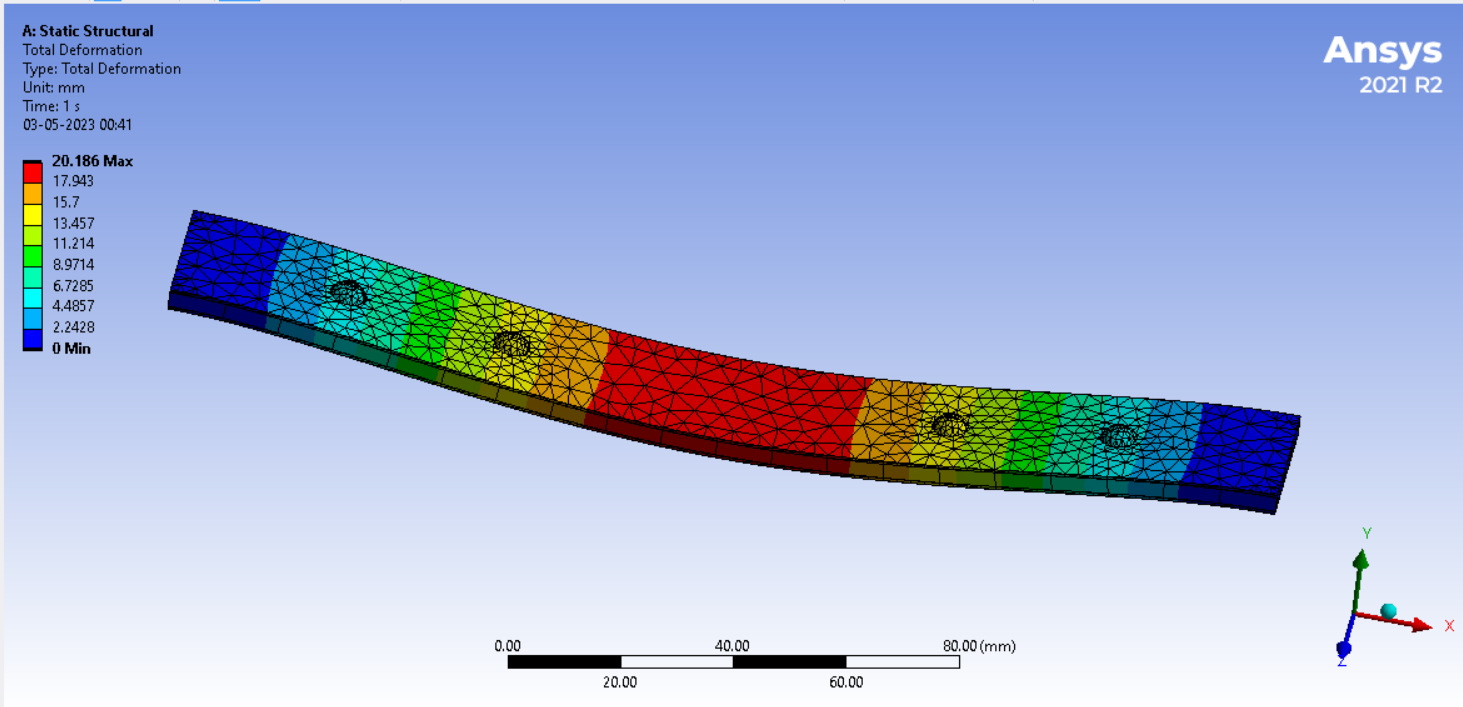 A: Static Structural
Total Deformation
Type: Total Deformation
Unit: mm
Time: 1 s
03-05-2023 00:41
20.186 Max
17.943
15.7
13.457
11.214
8.9714
6.7285
4.4857
2.2428
0 Min
Ansys
2021 R2
0.00 40.00 80.00 (mm)
20.00 60.00
Y
X
Z